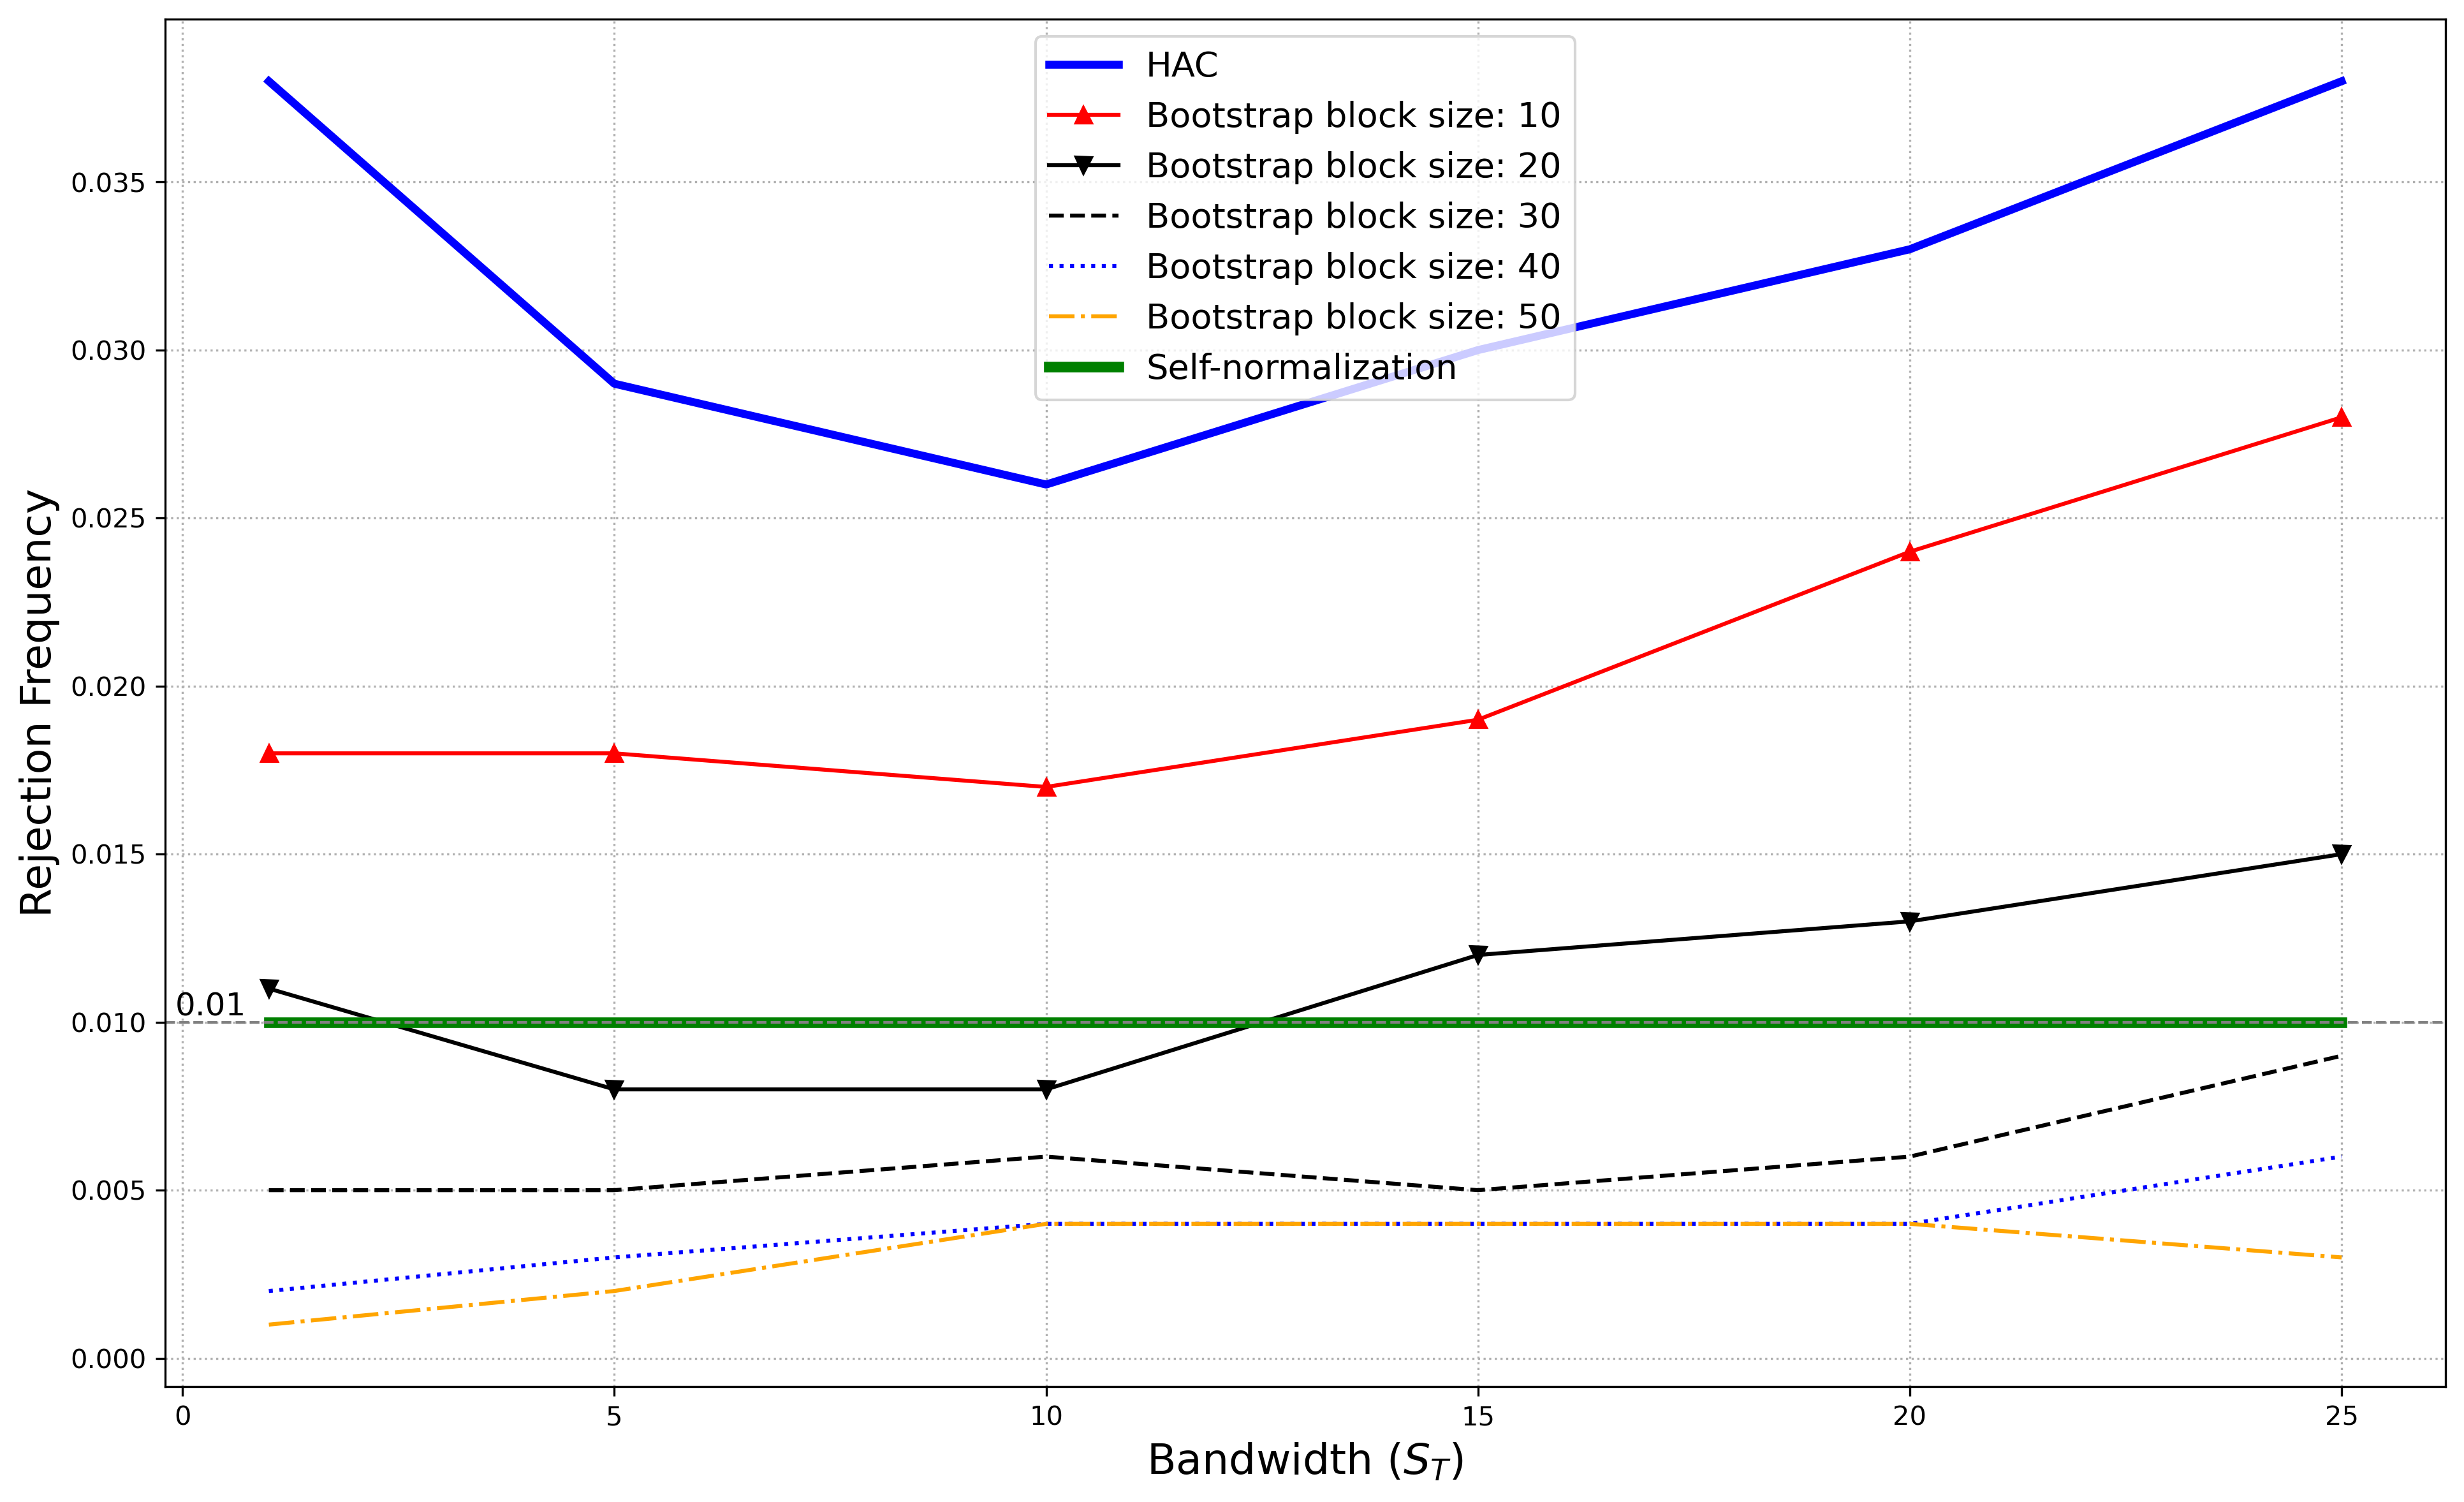 HAC
Bootstrap block size: 10
Bootstrap block size: 20
Bootstrap block size: 30
Bootstrap block size: 40
Bootstrap block size: 50
Self-normalization
Rejection Frequency
0.035
0.030
0.025
0.020
0.015
0.01
0.010
0.005
0.000
0 5 10 15 20 25
Bandwidth (S_T)